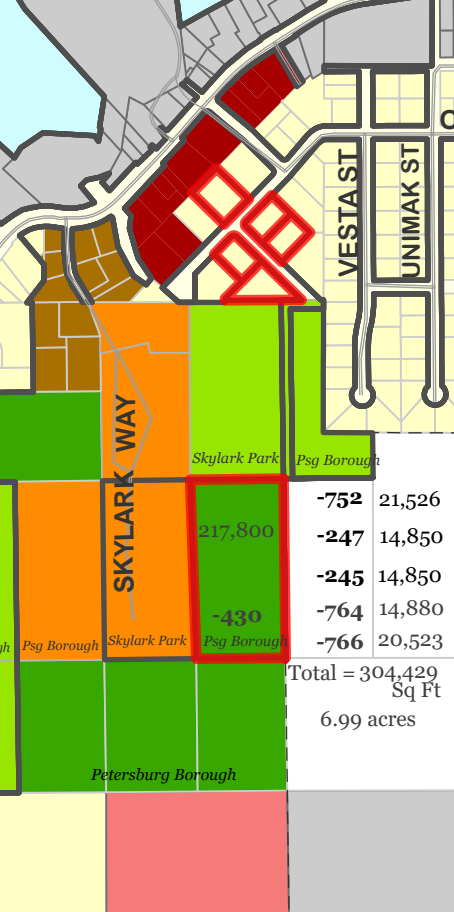 O
VESTA ST
UNIMAK ST
SKYLARK WAY
Skylark Park
Psg Borough
-752 21,526
-247 14,850
-245 14,850
-764 14,880
-766 20,523
217,800
-430
gh
Psg Borough
Skylark Park
Psg Borough
Total = 304,429
Sq Ft
6.99 acres
Petersburg Borough